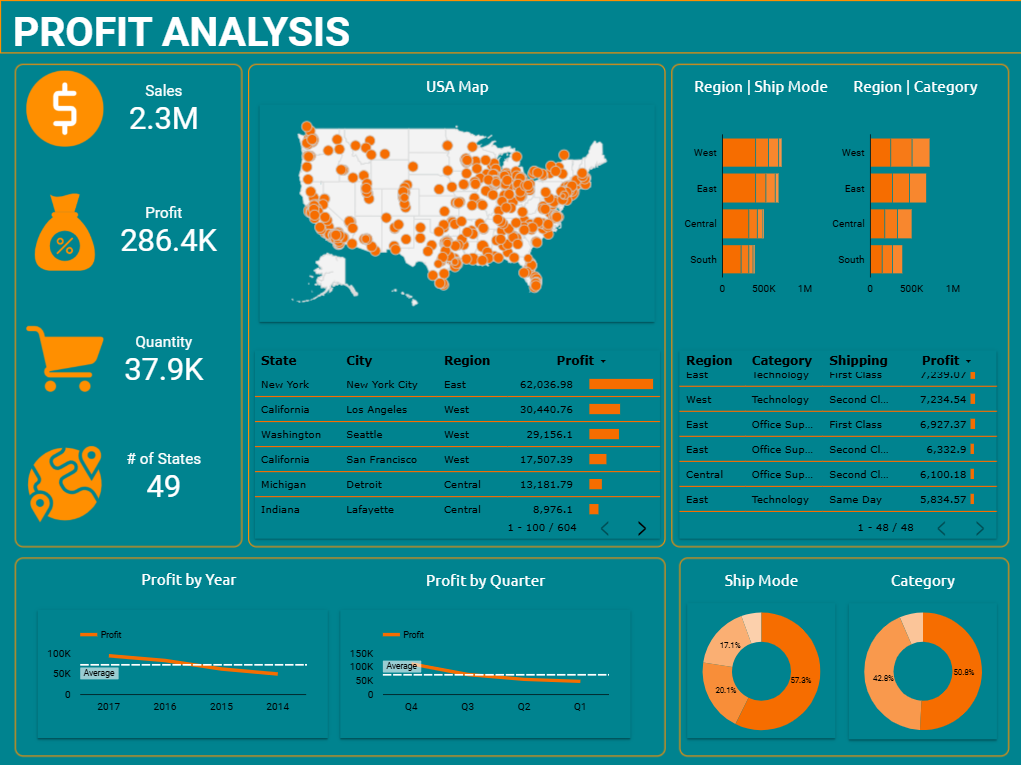 PROFIT ANALYSIS
Sales
2.3M
Profit
286.4K
Quantity
37.9K
# of States
49
USA Map
State City Region Profit
New York New York City East 62,036.98
California Los Angeles West 30,440.76
Washington Seattle West 29,156.1
California San Francisco West 17,507.39
Michigan Detroit Central 13,181.79
Indiana Lafayette Central 8,976.1
1 - 100 / 604
Region | Ship Mode
West
East
Central
South
0 500K 1M
Region | Category
West
East
Central
South
0 500K 1M
Region Category Shipping Profit
East Technology First Class 7,239.07
West Technology Second Cl... 7,234.54
East Office Sup... First Class 6,927.37
East Office Sup... Second Cl... 6,332.9
Central Office Sup... Second Cl... 6,100.18
East Technology Same Day 5,834.57
1 - 48 / 48
Profit by Year
Profit
100K
50K
0
Average
2017 2016 2015 2014
Profit by Quarter
Profit
150K
100K
50K
0
Average
Q4 Q3 Q2 Q1
Ship Mode
17.1%
20.1%
57.3%
Category
42.8%
50.8%